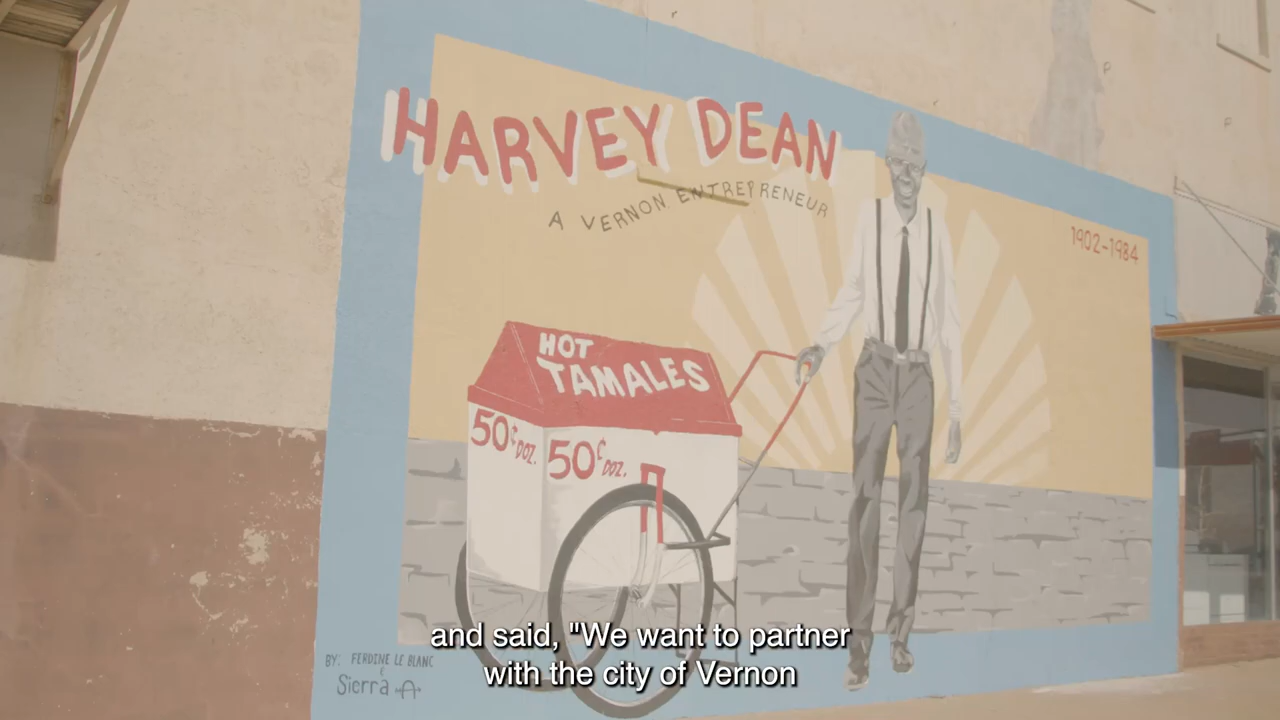 HARVEY DEAN
A VERNON ENTREPRENEUR
1902-1984
HOT
TAMALES
50¢ DOZ.
50¢ DOZ.
and said, "We want to partner
with the city of Vernon
BY: FERDINE LE BLANC
&
Sierra